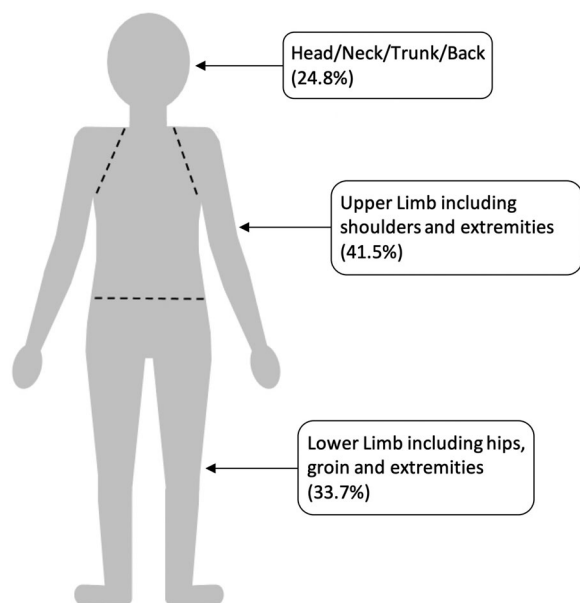 Head/Neck/Trunk/Back
(24.8%)
Upper Limb including
shoulders and extremities
(41.5%)
Lower Limb including hips,
groin and extremities
(33.7%)